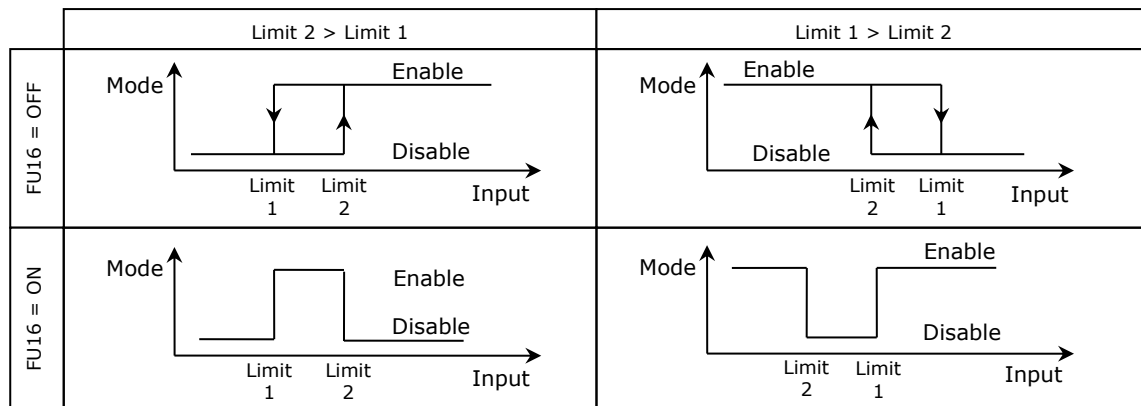 Limit 2 > Limit 1
Limit 1 > Limit 2
FU16 = OFF
Mode
Enable
Disable
Limit
1
Limit
2
Input
Mode
Enable
Disable
Limit
2
Limit
1
Input
FU16 = ON
Mode
Enable
Disable
Limit
1
Limit
2
Input
Mode
Enable
Disable
Limit
2
Limit
1
Input